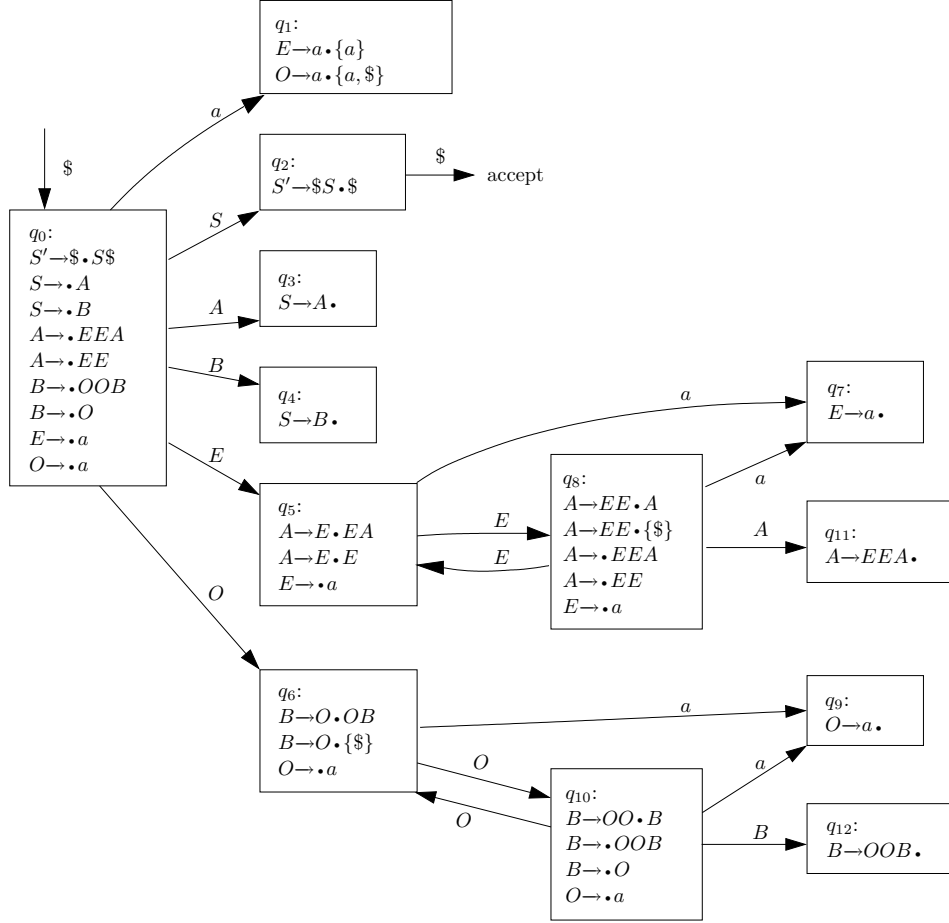 q1:
E→a•{a}
O→a•{a, $}
a
$
q2:
S'→$S•$
$
accept
S
q0:
S'→$•S$
S→•A
S→•B
A→•EEA
A→•EE
B→•OOB
B→•O
E→•a
O→•a
A
q3:
S→A•
B
q4:
S→B•
E
q5:
A→E•EA
A→E•E
E→•a
a
q7:
E→a•
E
E
q8:
A→EE•A
A→EE•{$}
A→•EEA
A→•EE
E→•a
a
A
q11:
A→EEA•
O
q6:
B→O•OB
B→O•{$}
O→•a
a
q9:
O→a•
O
O
q10:
B→OO•B
B→•OOB
B→•O
O→•a
a
B
q12:
B→OOB•